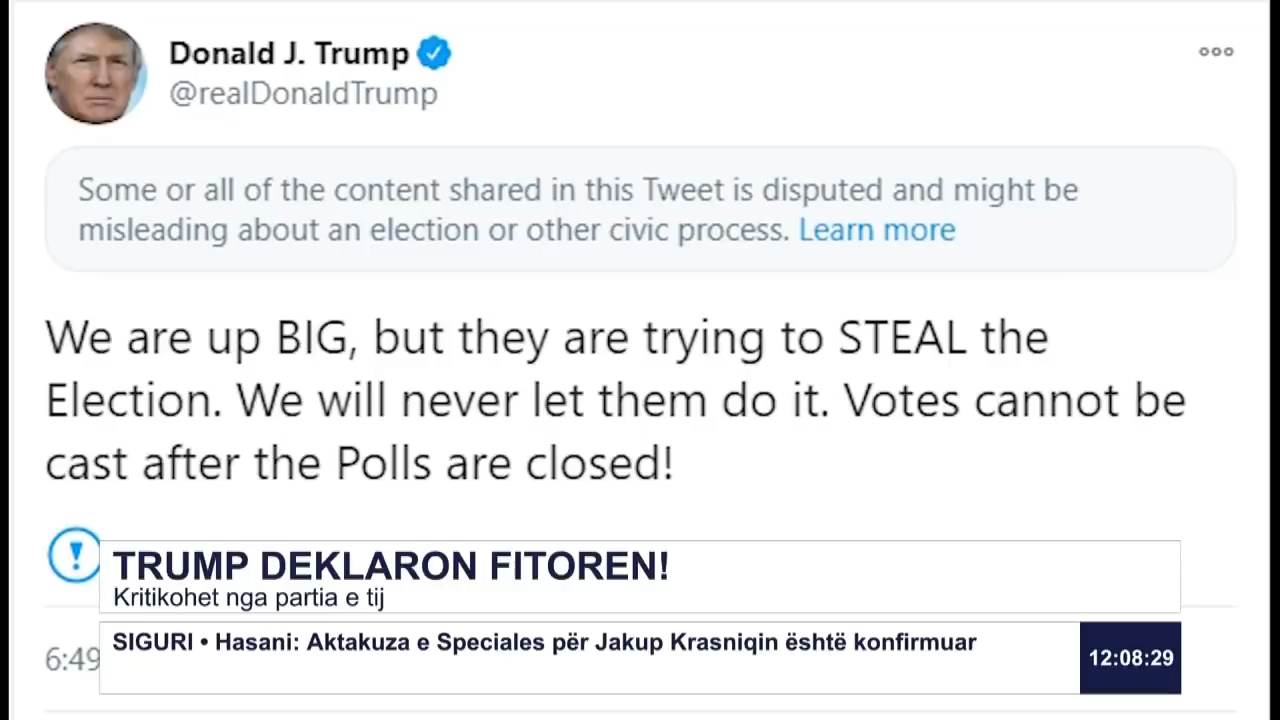 Donald J. Trump
@realDonaldTrump
Some or all of the content shared in this Tweet is disputed and might be
misleading about an election or other civic process. Learn more
We are up BIG, but they are trying to STEAL the
Election. We will never let them do it. Votes cannot be
cast after the Polls are closed!
TRUMP DEKLARON FITOREN!
Kritikohet nga partia e tij
SIGURI • Hasani: Aktakuza e Speciales për Jakup Krasniqin është konfirmuar
6:49
12:08:29